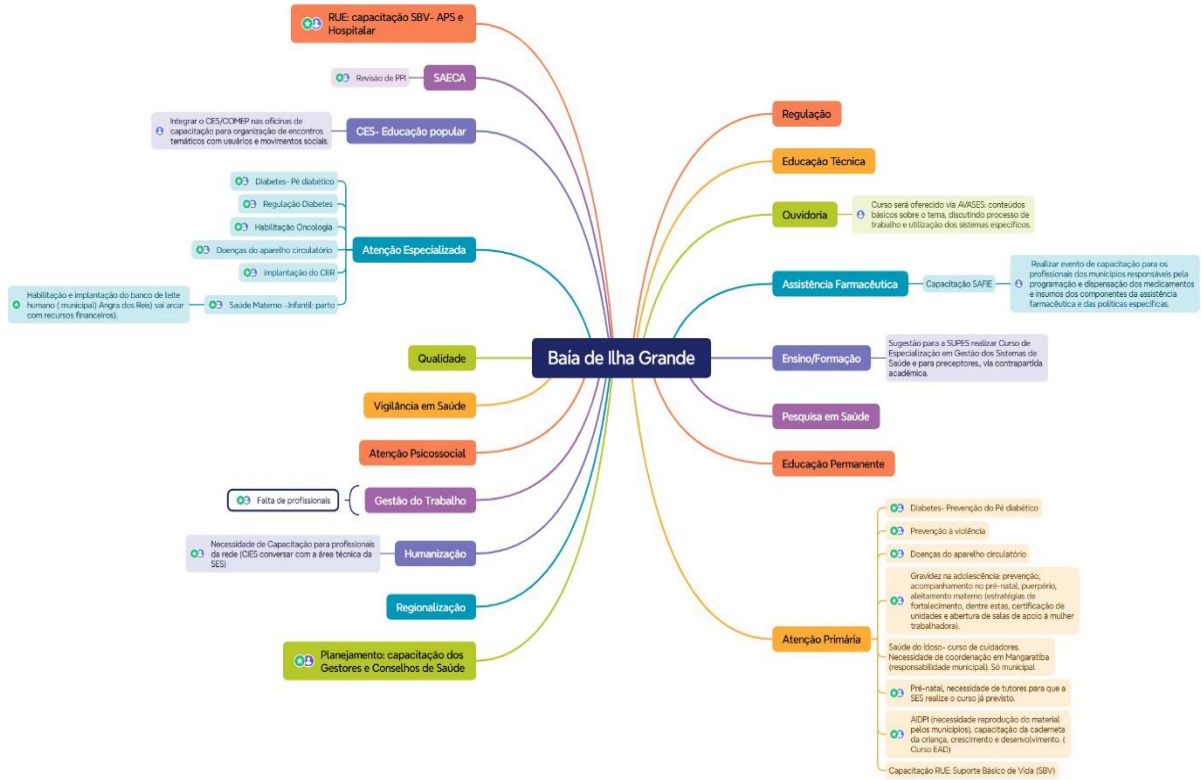 RUE: capacitação SBV- APS e
Hospitalar
SAECA
Revisão de PPI
CES- Educação popular
Integrar o CES/COMEP nas oficinas de
capacitação para organização de encontros
temáticos com usuários e movimentos sociais.
Atenção Especializada
Diabetes- Pé diabético
Regulação Diabetes
Habilitação Oncologia
Doenças do aparelho circulatório
implantação do CER
Saúde Materno -Infantil: parto
Habilitação e Implantação do banco de leite
humano ( municipal) Angra dos Reis) vai arcar
com recursos financeiros).
Qualidade
Vigilância em Saúde
Atenção Psicossocial
Gestão do Trabalho
Falta de profissionais
Humanização
Necessidade de Capacitação para profissionais
da rede (CIES conversar com a área técnica da
SES)
Regionalização
Planejamento: capacitação dos
Gestores e Conselhos de Saúde
Baía de Ilha Grande
Regulação
Educação Técnica
Ouvidoria
Curso será oferecido via AVASES: conteúdos
básicos sobre o tema, discutindo processo de
trabalho e utilização dos sistemas específicos.
Assistência Farmacêutica
Capacitação SAFIE
Realizar evento de capacitação para os
profissionais dos municípios responsáveis pela
programação e dispensação dos medicamentos
e insumos dos componentes da assistência
farmacêutica e das políticas específicas.
Ensino/Formação
Sugestão para a SUPES realizar Curso de
Especialização em Gestão dos Sistemas de
Saúde e para preceptores, via contrapartida
acadêmica.
Pesquisa em Saúde
Educação Permanente
Atenção Primária
Diabetes- Prevenção do Pé diabético
Prevenção à violência
Doenças do aparelho circulatório
Gravidez na adolescência: prevenção,
acompanhamento no pré-natal, puerpério,
aleitamento materno (estratégias de
fortalecimento, dentre estas, certificação de
unidades e abertura de salas de apoio à mulher
trabalhadora).
Saúde do Idoso- curso de cuidadores.
Necessidade de coordenação em Mangaratiba
(responsabilidade municipal). Só municipal
Pré-natal, necessidade de tutores para que a
SES realize o curso já previsto.
AIDPI (necessidade reprodução do material
pelos municípios), capacitação da caderneta
da criança, crescimento e desenvolvimento. (
Curso EAD)
Capacitação RUE: Suporte Básico de Vida (SBV)